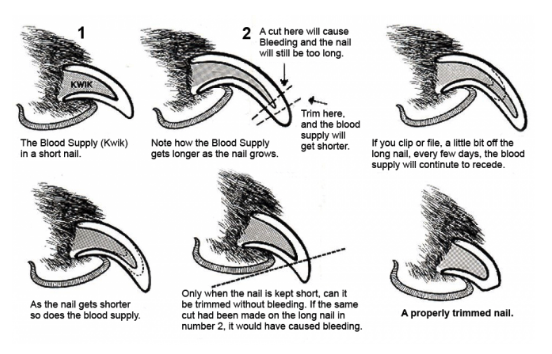 1
KWIK
The Blood Supply (Kwik)
in a short nail.
2
A cut here will cause
Bleeding and the nail
will still be too long.
Trim here,
and the blood
supply will
get shorter.
Note how the Blood Supply
gets longer as the nail grows.
If you clip or file, a little bit off the
long nail, every few days, the blood
supply will continue to recede.
As the nail gets shorter
so does the blood supply.
Only when the nail is kept short, can it
be trimmed without bleeding. If the same
cut had been made on the long nail in
number 2, it would have caused bleeding.
A properly trimmed nail.